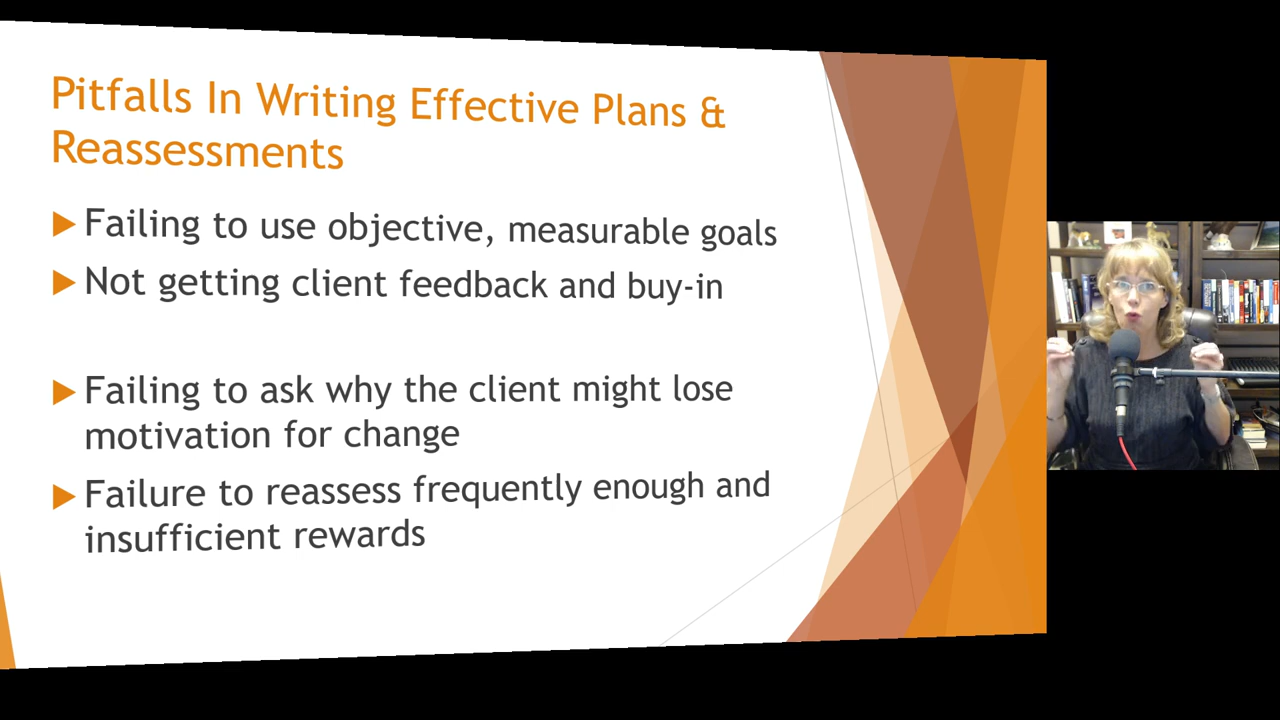 Pitfalls In Writing Effective Plans &
Reassessments
Failing to use objective, measurable goals
Not getting client feedback and buy-in
Failing to ask why the client might lose
motivation for change
Failure to reassess frequently enough and
insufficient rewards